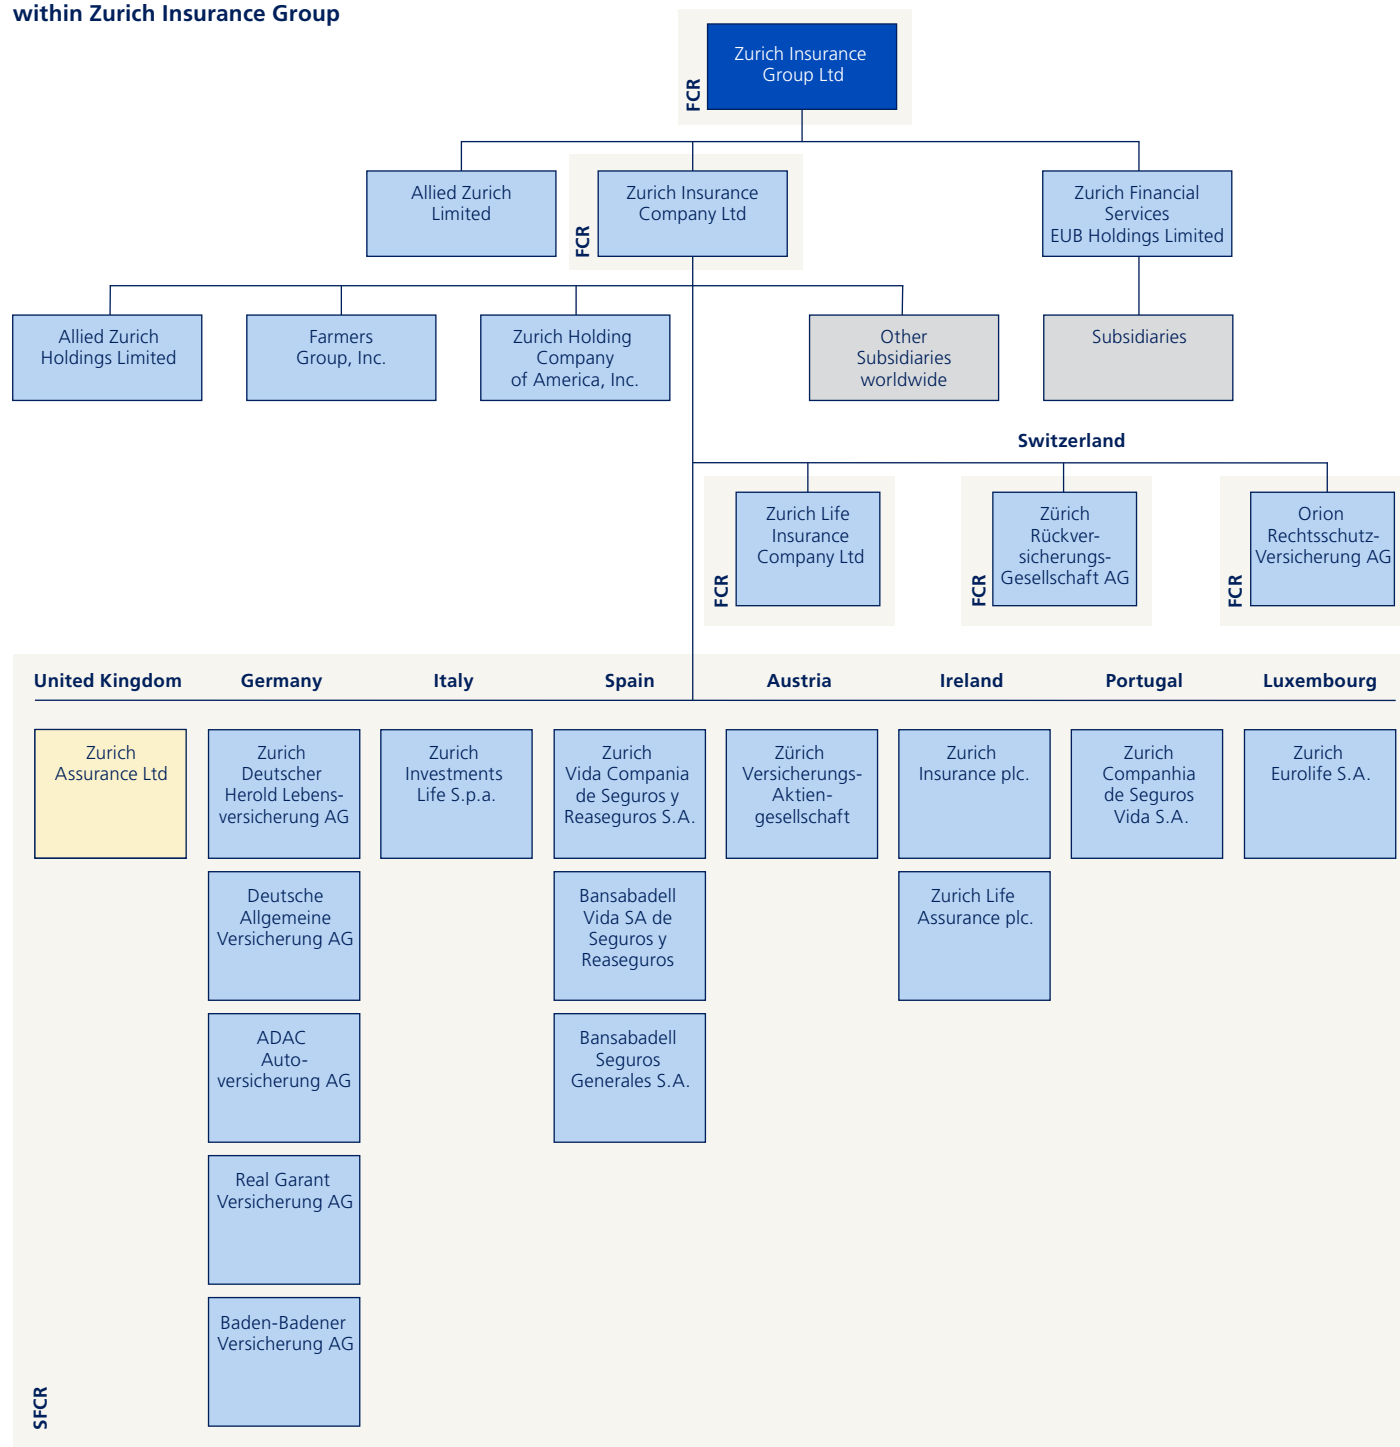 within Zurich Insurance Group
Zurich Insurance
Group Ltd
FCR
Allied Zurich
Limited
Zurich Insurance
Company Ltd
FCR
Zurich Financial
Services
EUB Holdings Limited
Allied Zurich
Holdings Limited
Farmers
Group, Inc.
Zurich Holding
Company
of America, Inc.
Other
Subsidiaries
worldwide
Subsidiaries
Switzerland
Zurich Life
Insurance
Company Ltd
FCR
Zürich
Rückver-
sicherungs-
Gesellschaft AG
FCR
Orion
Rechtsschutz-
Versicherung AG
FCR
United Kingdom
Germany
Italy
Spain
Austria
Ireland
Portugal
Luxembourg
Zurich
Assurance Ltd
Zurich
Deutscher
Herold Lebens-
versicherung AG
Zurich
Investments
Life S.p.a.
Zurich
Vida Compania
de Seguros y
Reaseguros S.A.
Zürich
Versicherungs-
Aktien-
gesellschaft
Zurich
Insurance plc.
Zurich
Companhia
de Seguros
Vida S.A.
Zurich
Eurolife S.A.
Deutsche
Allgemeine
Versicherung AG
Bansabadell
Vida SA de
Seguros y
Reaseguros
Zurich Life
Assurance plc.
ADAC
Auto-
versicherung AG
Bansabadell
Seguros
Generales S.A.
Real Garant
Versicherung AG
Baden-Badener
Versicherung AG
SFCR